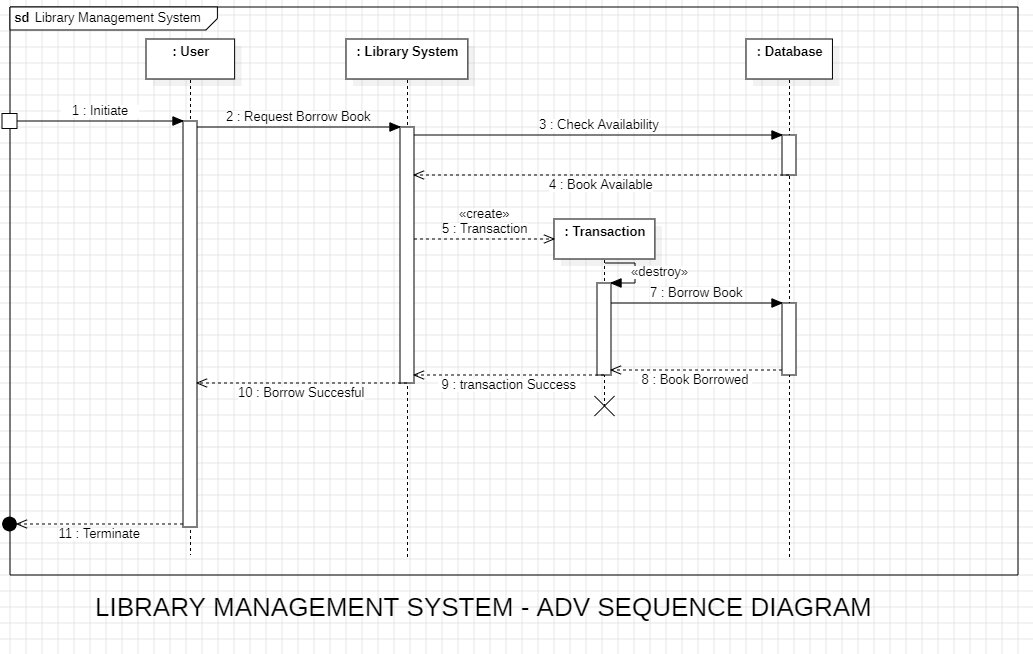 sd Library Management System
: User
: Library System
: Database
1 : Initiate
2 : Request Borrow Book
3 : Check Availability
4 : Book Available
«create»
5 : Transaction
: Transaction
«destroy»
7 : Borrow Book
8 : Book Borrowed
9 : transaction Success
10 : Borrow Succesful
11 : Terminate
LIBRARY MANAGEMENT SYSTEM - ADV SEQUENCE DIAGRAM